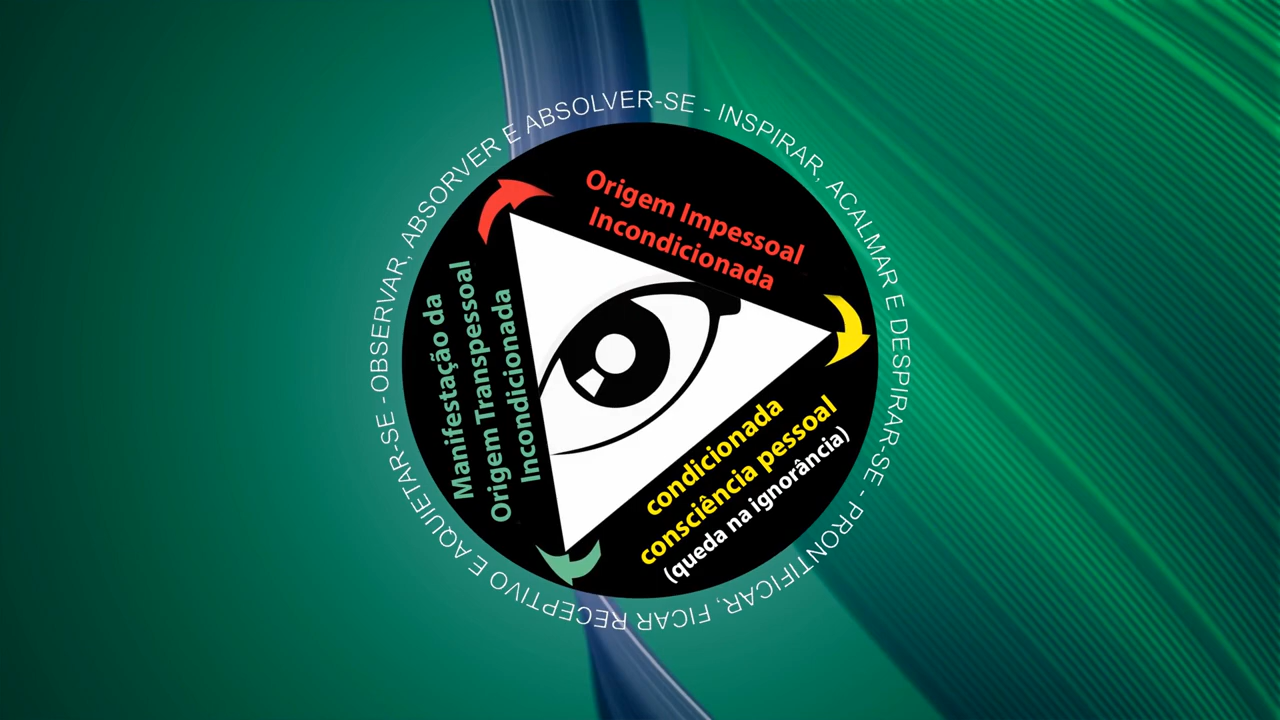 OBSERVAR, ABSORVER E ABSOLVER-SE - INSPIRAR, ACALMAR E DESPIRAR-SE - PRONTIFICAR, FICAR RECEPTIVO E AQUIETAR-SE -
Origem Impessoal
Incondicionada
condicionada
consciência pessoal
(queda na ignorância)
Manifestação da
Origem Transpessoal
Incondicionada